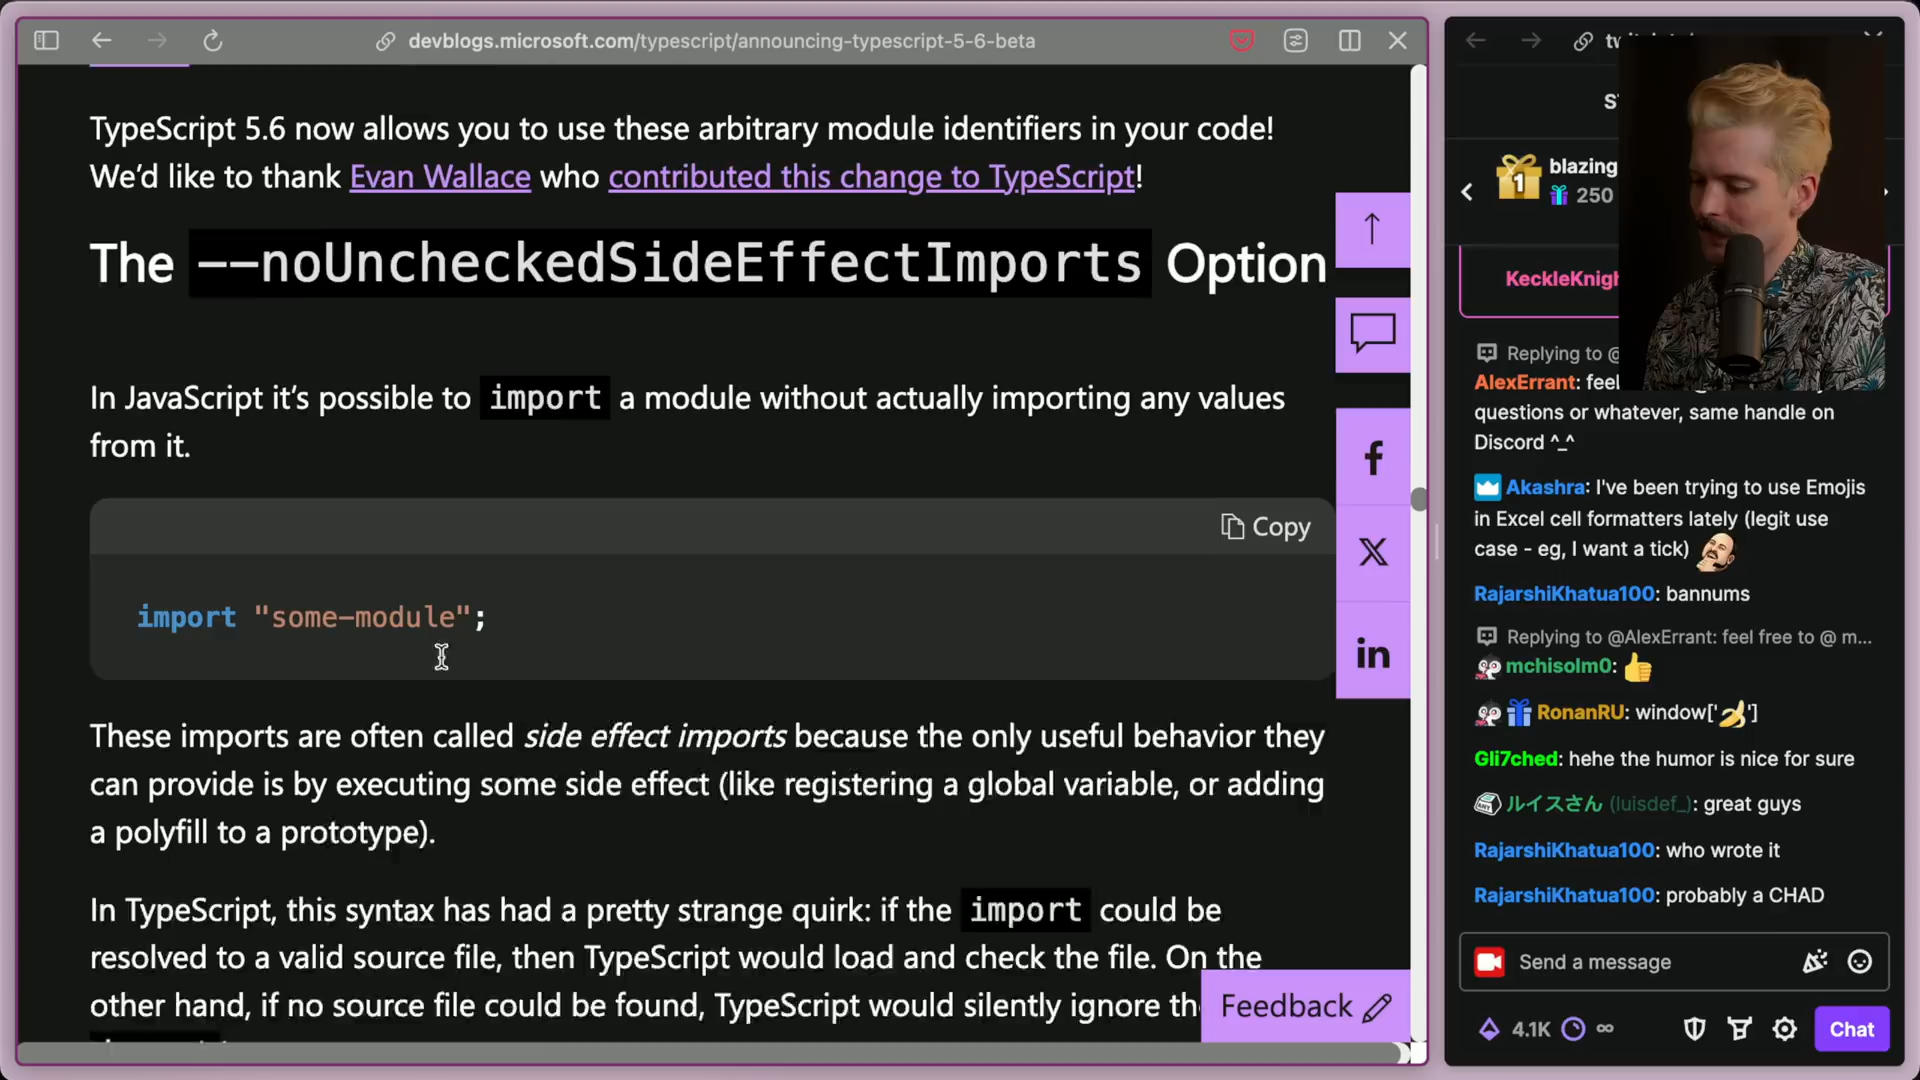 devblogs.microsoft.com/typescript/announcing-typescript-5-6-beta
TypeScript 5.6 now allows you to use these arbitrary module identifiers in your code!
We'd like to thank Evan Wallace who contributed this change to TypeScript!
The --noUncheckedSideEffectImports Option
In JavaScript it's possible to import a module without actually importing any values
from it.
Copy
import "some-module";
These imports are often called side effect imports because the only useful behavior they
can provide is by executing some side effect (like registering a global variable, or adding
a polyfill to a prototype).
In TypeScript, this syntax has had a pretty strange quirk: if the import could be
resolved to a valid source file, then TypeScript would load and check the file. On the
other hand, if no source file could be found, TypeScript would silently ignore
Feedback
1
blazing
250
KeckleKnigh
Replying to @
AlexErrant: feel
questions or whatever, same handle on
Discord ^_^
Akashra: I've been trying to use Emojis
in Excel cell formatters lately (legit use
case - eg, I want a tick)
RajarshiKhatua100: bannums
Replying to @AlexErrant: feel free to @ m...
mchisolm0: 👍
RonanRU: window['🍌']
Gli7ched: hehe the humor is nice for sure
ルイスさん (luisdef_): great guys
RajarshiKhatua100: who wrote it
RajarshiKhatua100: probably a CHAD
Send a message
4.1K ∞
Chat